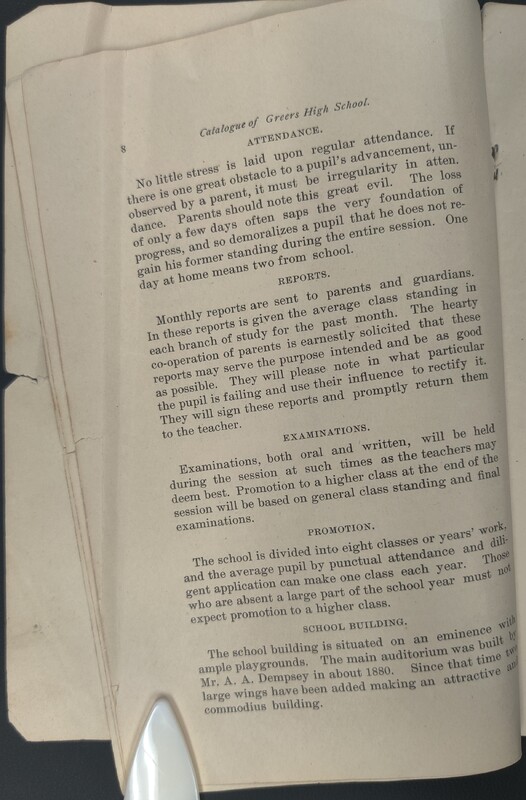 Catalogue of Greers High School.
8
ATTENDANCE.
No little stress is laid upon regular attendance. If
there is one great obstacle to a pupil's advancement, un-
observed by a parent, it must be irregularity in atten.
dance. Parents should note this great evil. The loss
of only a few days often saps the very foundation of
progress, and so demoralizes a pupil that he does not re-
gain his former standing during the entire session. One
day at home means two from school.
REPORTS.
Monthly reports are sent to parents and guardians.
In these reports is given the average class standing in
each branch of study for the past month. The hearty
co-operation of parents is earnestly solicited that these
reports may serve the purpose intended and be as good
as possible. They will please note in what particular
the pupil is failing and use their influence to rectify it.
They will sign these reports and promptly return them
to the teacher.
EXAMINATIONS.
Examinations, both oral and written, will be held
during the session at such times as the teachers may
deem best. Promotion to a higher class at the end of the
session will be based on general class standing and final
examinations.
PROMOTION.
The school is divided into eight classes or years' work,
and the average pupil by punctual attendance and dili-
gent application can make one class each year. Those
who are absent a large part of the school year must not
expect promotion to a higher class.
SCHOOL BUILDING.
The school building is situated on an eminence with
ample playgrounds. The main auditorium was built by
Mr. A. A. Dempsey in about 1880. Since that time two
large wings have been added making an attractive and
commodius building.